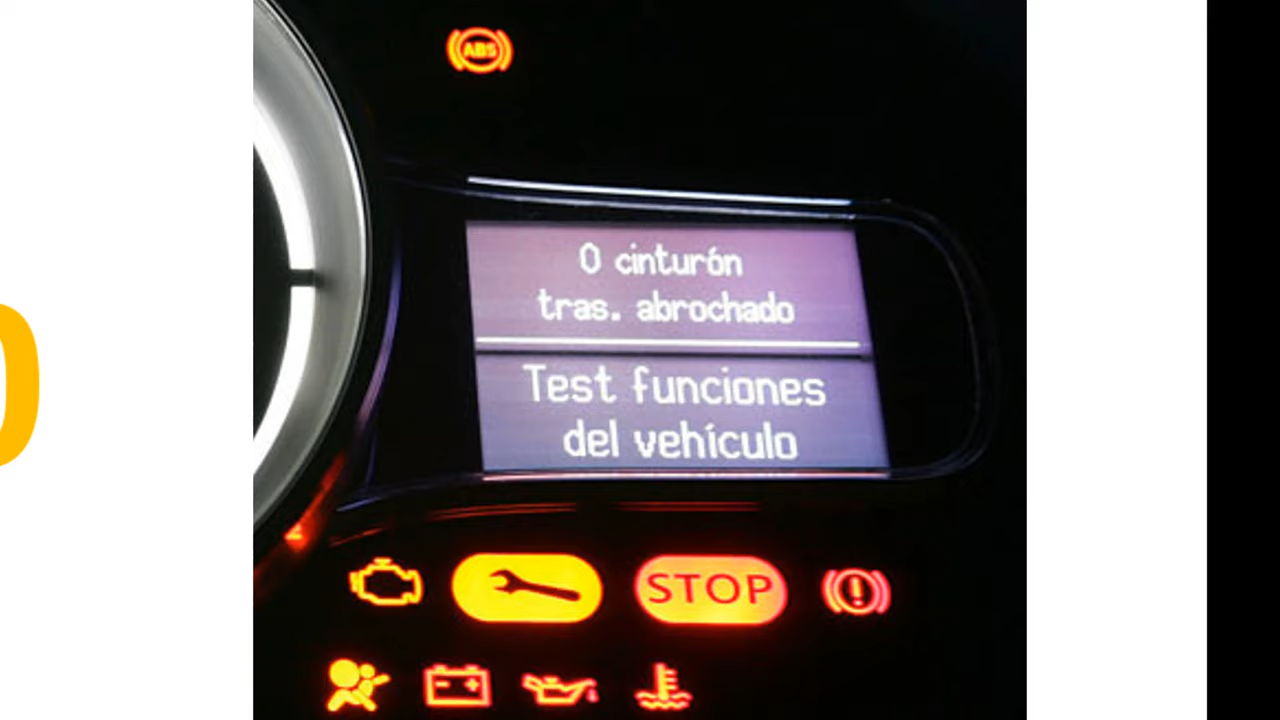 ABS
0 cinturón
tras. abrochado
Test funciones
del vehículo
STOP